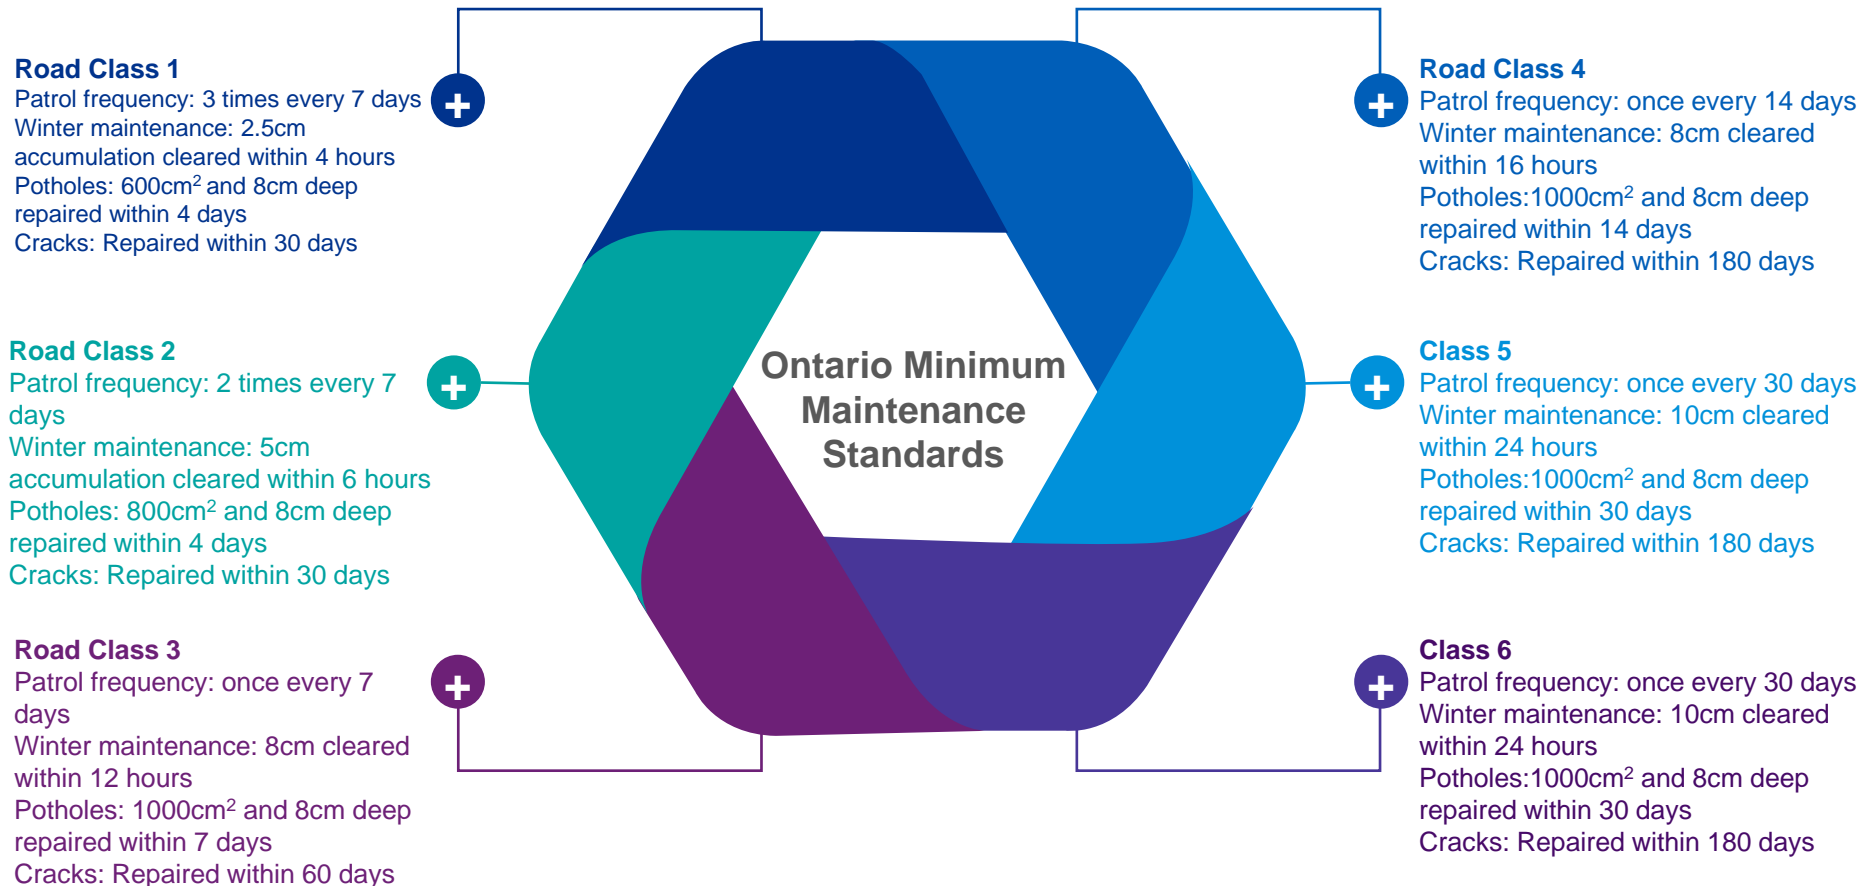 Road Class 1
Patrol frequency: 3 times every 7 days
Winter maintenance: 2.5cm
accumulation cleared within 4 hours
Potholes: 600cm² and 8cm deep
repaired within 4 days
Cracks: Repaired within 30 days
Road Class 2
Patrol frequency: 2 times every 7
days
Winter maintenance: 5cm
accumulation cleared within 6 hours
Potholes: 800cm² and 8cm deep
repaired within 4 days
Cracks: Repaired within 30 days
Road Class 3
Patrol frequency: once every 7
days
Winter maintenance: 8cm cleared
within 12 hours
Potholes: 1000cm² and 8cm deep
repaired within 7 days
Cracks: Repaired within 60 days
Ontario Minimum
Maintenance
Standards
Road Class 4
Patrol frequency: once every 14 days
Winter maintenance: 8cm cleared
within 16 hours
Potholes:1000cm² and 8cm deep
repaired within 14 days
Cracks: Repaired within 180 days
Class 5
Patrol frequency: once every 30 days
Winter maintenance: 10cm cleared
within 24 hours
Potholes:1000cm² and 8cm deep
repaired within 30 days
Cracks: Repaired within 180 days
Class 6
Patrol frequency: once every 30 days
Winter maintenance: 10cm cleared
within 24 hours
Potholes:1000cm² and 8cm deep
repaired within 30 days
Cracks: Repaired within 180 days